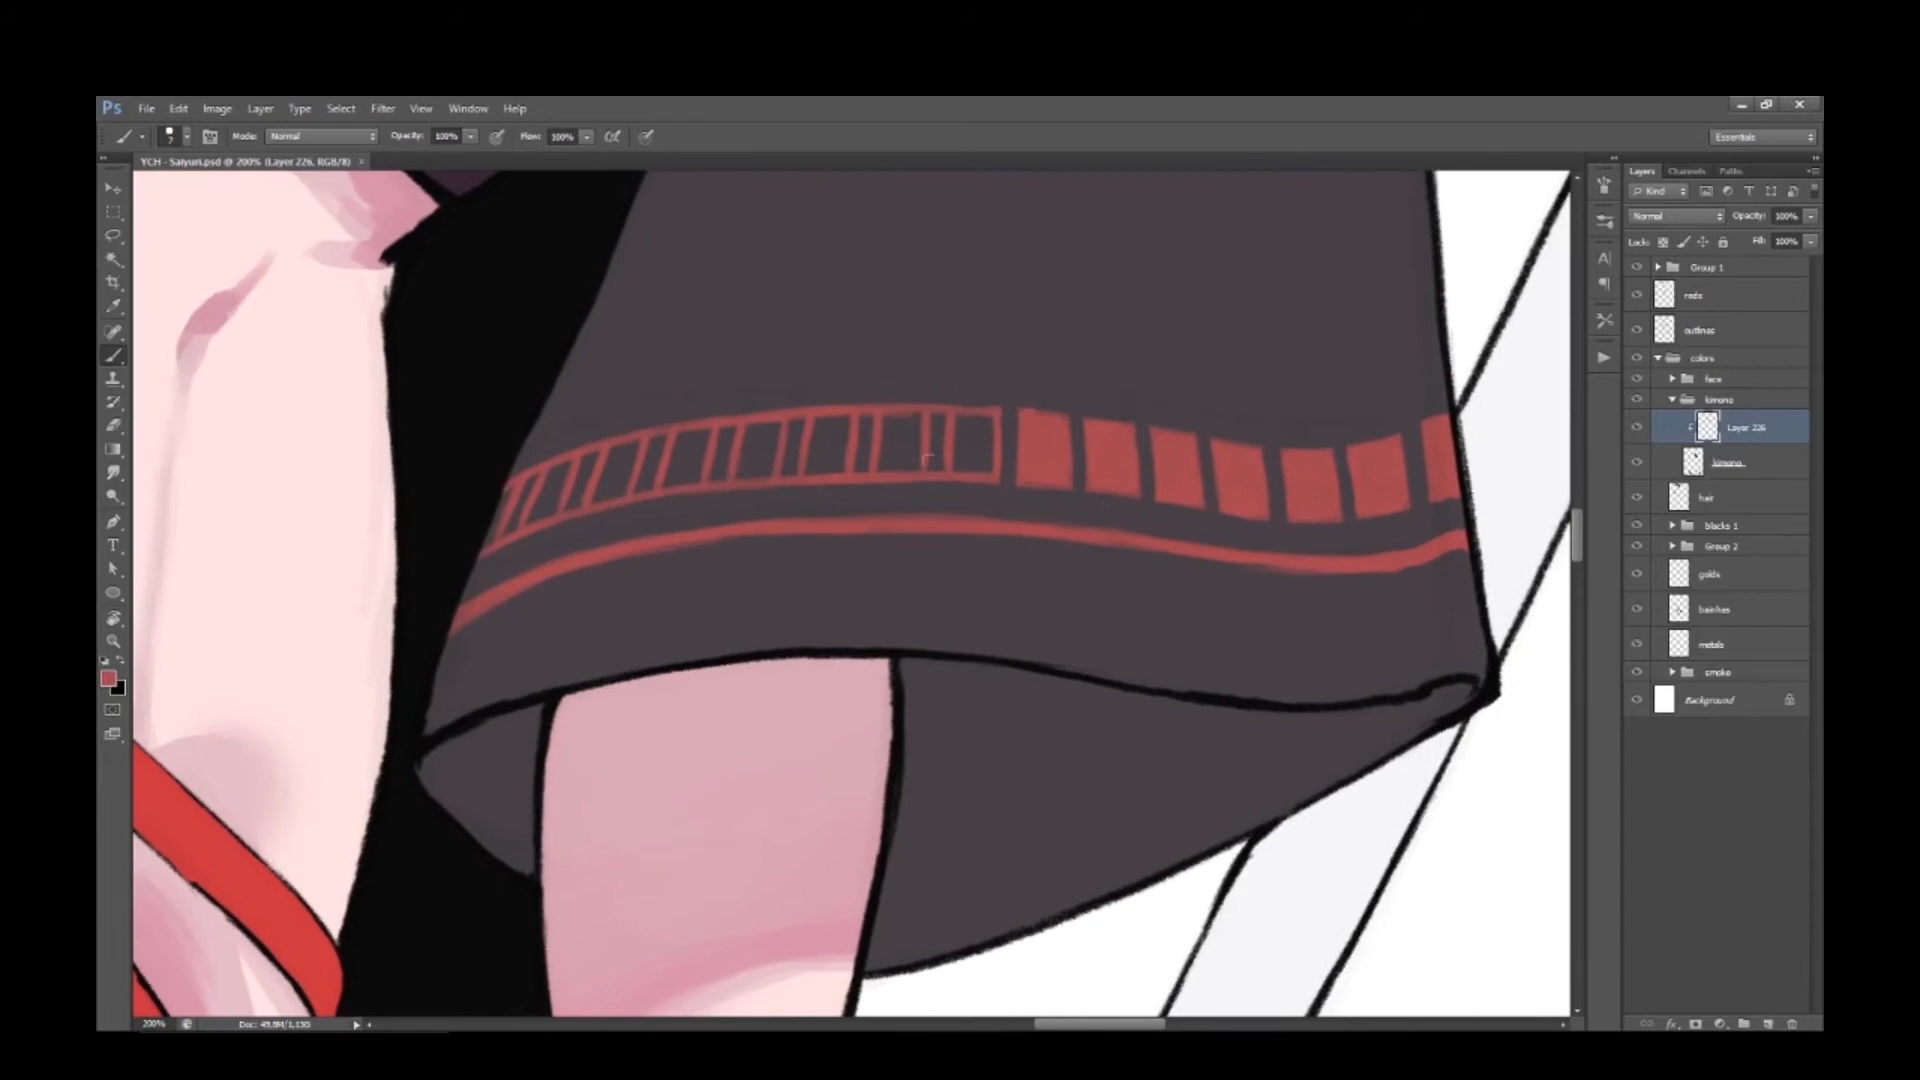 Ps File Edit Image Layer Type Select Filter View Window Help
7 Mode: Normal Opacity: 100% Flow: 100% Essentials
YCH - Saiyuri.psd @ 200% (Layer 226, RGB/8) ×
Layers Channels Paths
Kind
Normal Opacity: 100%
Lock: Fill: 100%
Group 1
reds
outlines
colors
face
kimono
Layer 226
kimono
hair
blacks 1
Group 2
golds
bainhas
metals
smoke
Background
200% Doc: 49,8M/1,13G